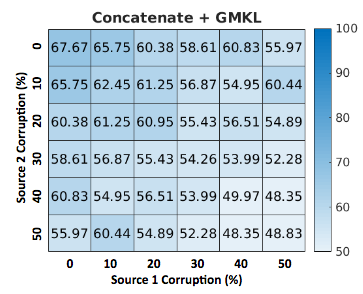 Concatenate + GMKL
0 67.67 65.75 60.38 58.61 60.83 55.97
10 65.75 62.45 61.25 56.87 54.95 60.44
20 60.38 61.25 60.95 55.43 56.51 54.89
30 58.61 56.87 55.43 54.26 53.99 52.28
40 60.83 54.95 56.51 53.99 49.97 48.35
50 55.97 60.44 54.89 52.28 48.35 48.83
0 10 20 30 40 50
Source 1 Corruption (%)
Source 2 Corruption (%)
100
90
80
70
60
50